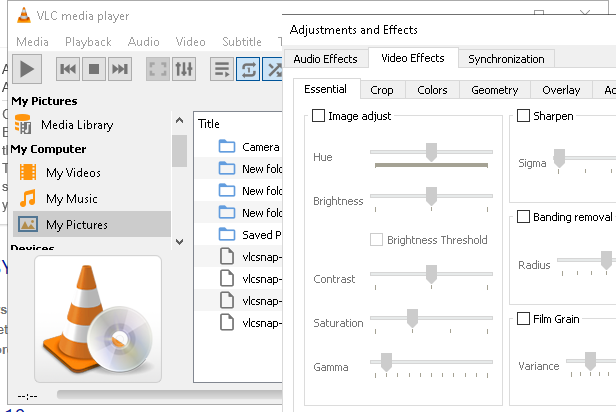 VLC media player
Media Playback Audio Video Subtitle
My Pictures
Media Library
My Computer
My Videos
My Music
My Pictures
Devices
--:--
Title
Camera
New fold
New fold
New fold
Saved P
vlcsnap-
vlcsnap-
vlcsnap-
vlcsnap-
Adjustments and Effects
Audio Effects Video Effects Synchronization
Essential Crop Colors Geometry Overlay
Image adjust
Hue
Brightness
Brightness Threshold
Contrast
Saturation
Gamma
Sharpen
Sigma
Banding removal
Radius
Film Grain
Variance